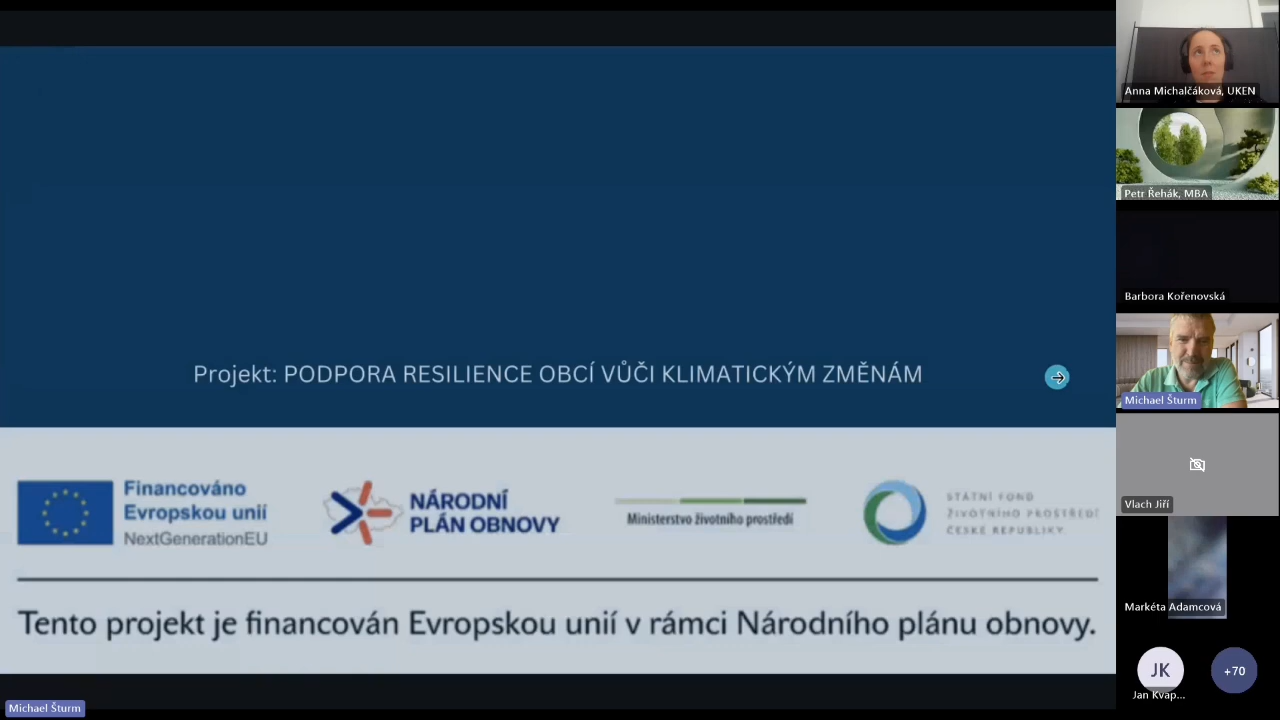 Projekt: PODPORA RESILIENCE OBCÍ VŮČI KLIMATICKÝM ZMĚNÁM
Financováno
Evropskou unií
NextGenerationEU
NÁRODNÍ
PLÁN OBNOVY
Ministerstvo životního prostředí
STÁTNÍ FOND
ŽIVOTNÍHO PROSTŘEDÍ
ČESKÉ REPUBLIKY
Tento projekt je financován Evropskou unií v rámci Národního plánu obnovy.
Michael Šturm
Anna Michalčáková, UKEN
Petr Řehák, MBA
Barbora Kořenovská
Michael Šturm
Vlach Jiří
Markéta Adamcová
JK
Jan Kvap...
+70